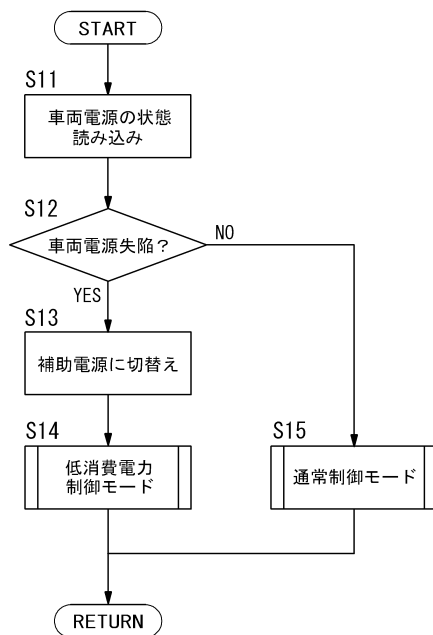 START
S11
車両電源の状態
読み込み
S12
車両電源失陥？
NO
YES
S13
補助電源に切替え
S14
低消費電力
制御モード
S15
通常制御モード
RETURN